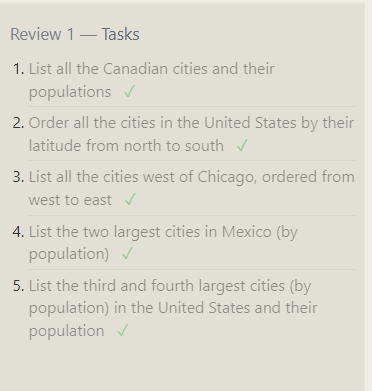 Review 1 — Tasks
1. List all the Canadian cities and their
populations ✓
2. Order all the cities in the United States by their
latitude from north to south ✓
3. List all the cities west of Chicago, ordered from
west to east ✓
4. List the two largest cities in Mexico (by
population) ✓
5. List the third and fourth largest cities (by
population) in the United States and their
population ✓